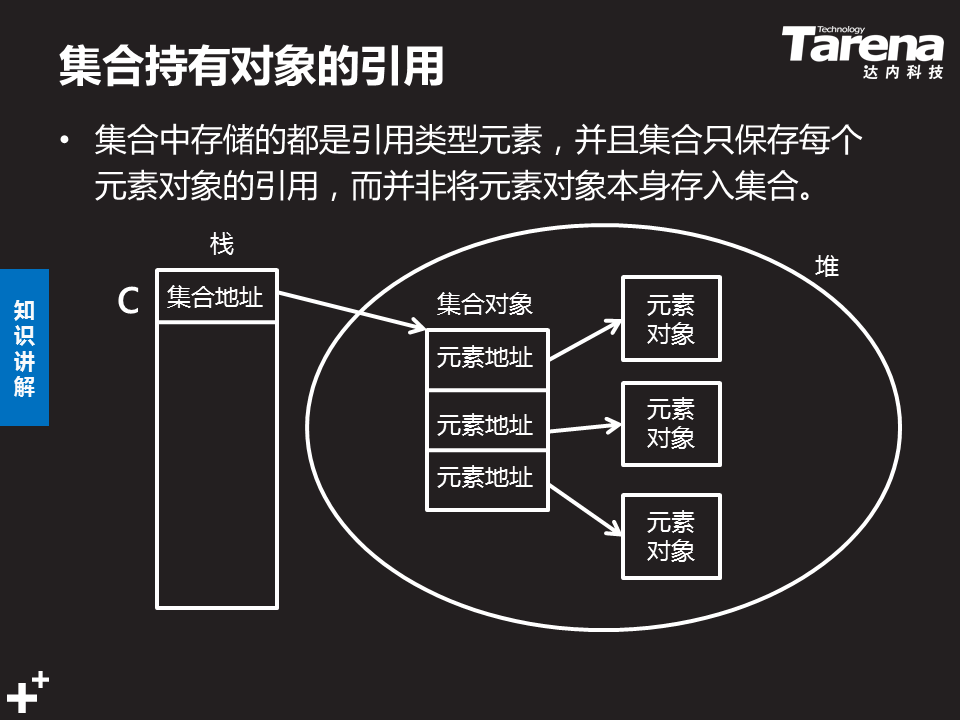 集合持有对象的引用
Technology
Tarena
达内科技
• 集合中存储的都是引用类型元素，并且集合只保存每个
元素对象的引用，而并非将元素对象本身存入集合。
栈
堆
C
集合地址
集合对象
元素地址
元素地址
元素地址
元素
对象
元素
对象
元素
对象
知
识
讲
解